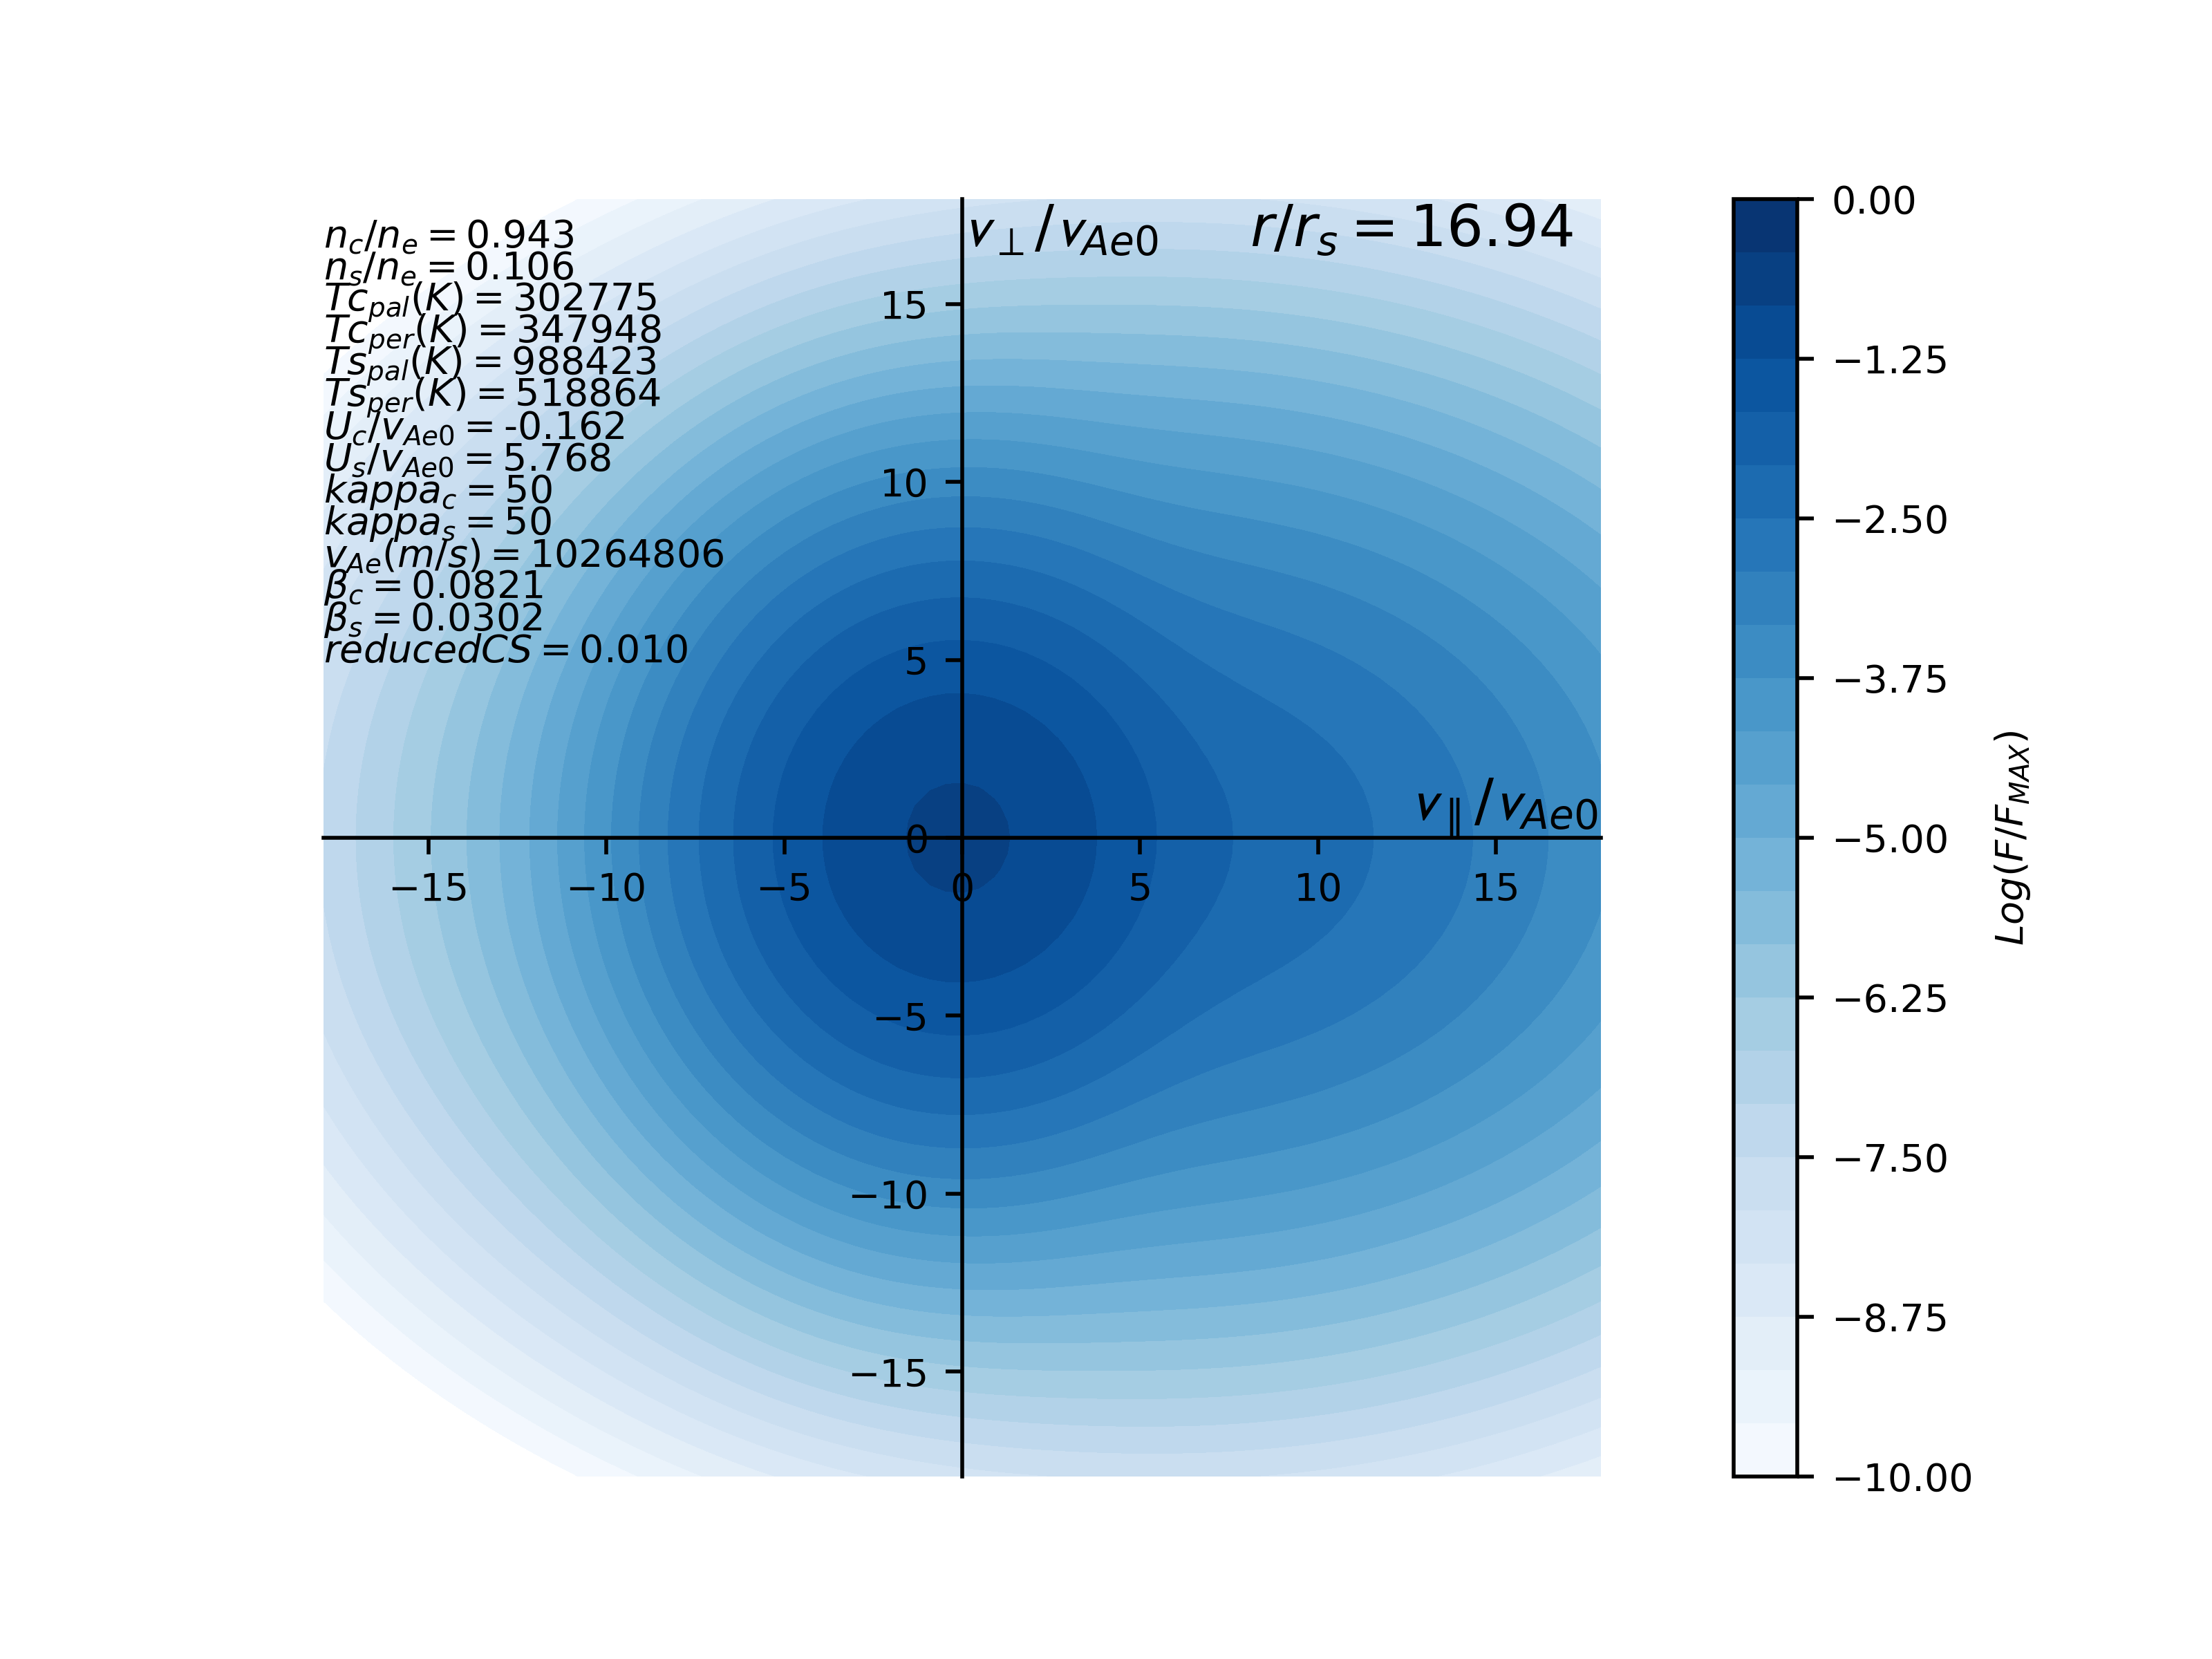 n_c/n_e = 0.943
n_s/n_e = 0.106
Tc_pal(K) = 302775
Tc_per(K) = 347948
Ts_pal(K) = 988423
Ts_per(K) = 518864
U_c/v_Ae0 = -0.162
U_s/v_Ae0 = 5.768
kappa_c = 50
kappa_s = 50
v_Ae(m/s) = 10264806
β_c = 0.0821
β_s = 0.0302
reducedCS = 0.010
v_⊥/v_Ae0
r/r_s = 16.94
15
10
5
0
−5
−10
−15
v_∥/v_Ae0
−15 −10 −5 0 5 10 15
0.00
−1.25
−2.50
−3.75
−5.00
−6.25
−7.50
−8.75
−10.00
Log(F/F_MAX)